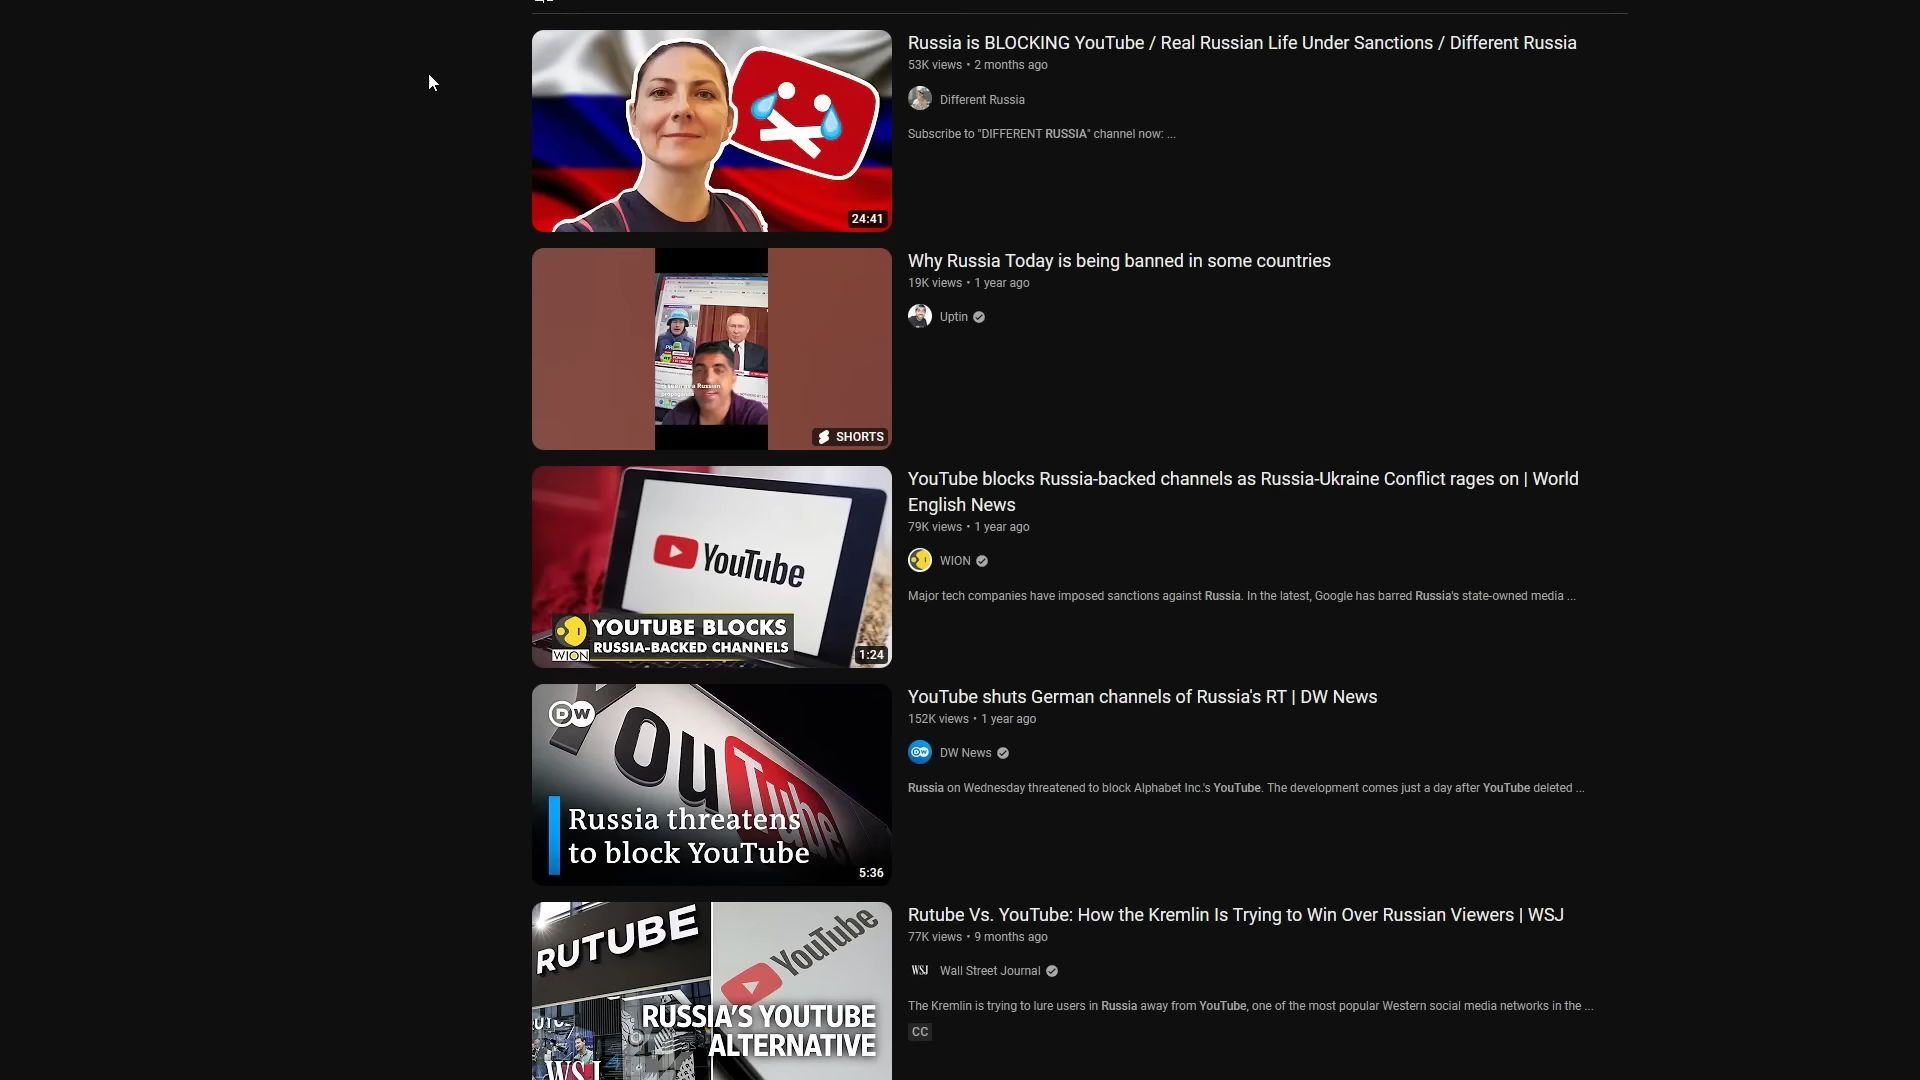 Russia is BLOCKING YouTube / Real Russian Life Under Sanctions / Different Russia
53K views • 2 months ago
Different Russia
Subscribe to "DIFFERENT RUSSIA" channel now: ...
24:41
Why Russia Today is being banned in some countries
19K views • 1 year ago
Uptin
SHORTS
YouTube blocks Russia-backed channels as Russia-Ukraine Conflict rages on | World
English News
79K views • 1 year ago
WION
Major tech companies have imposed sanctions against Russia. In the latest, Google has barred Russia's state-owned media ...
YouTube
YOUTUBE BLOCKS
RUSSIA-BACKED CHANNELS
WION
1:24
YouTube shuts German channels of Russia's RT | DW News
152K views • 1 year ago
DW News
Russia on Wednesday threatened to block Alphabet Inc.'s YouTube. The development comes just a day after YouTube deleted ...
DW
YouTube
Russia threatens
to block YouTube
5:36
Rutube Vs. YouTube: How the Kremlin Is Trying to Win Over Russian Viewers | WSJ
77K views • 9 months ago
WSJ Wall Street Journal
The Kremlin is trying to lure users in Russia away from YouTube, one of the most popular Western social media networks in the ...
CC
RUTUBE
YouTube
RUSSIA'S YOUTUBE
ALTERNATIVE
WSJ